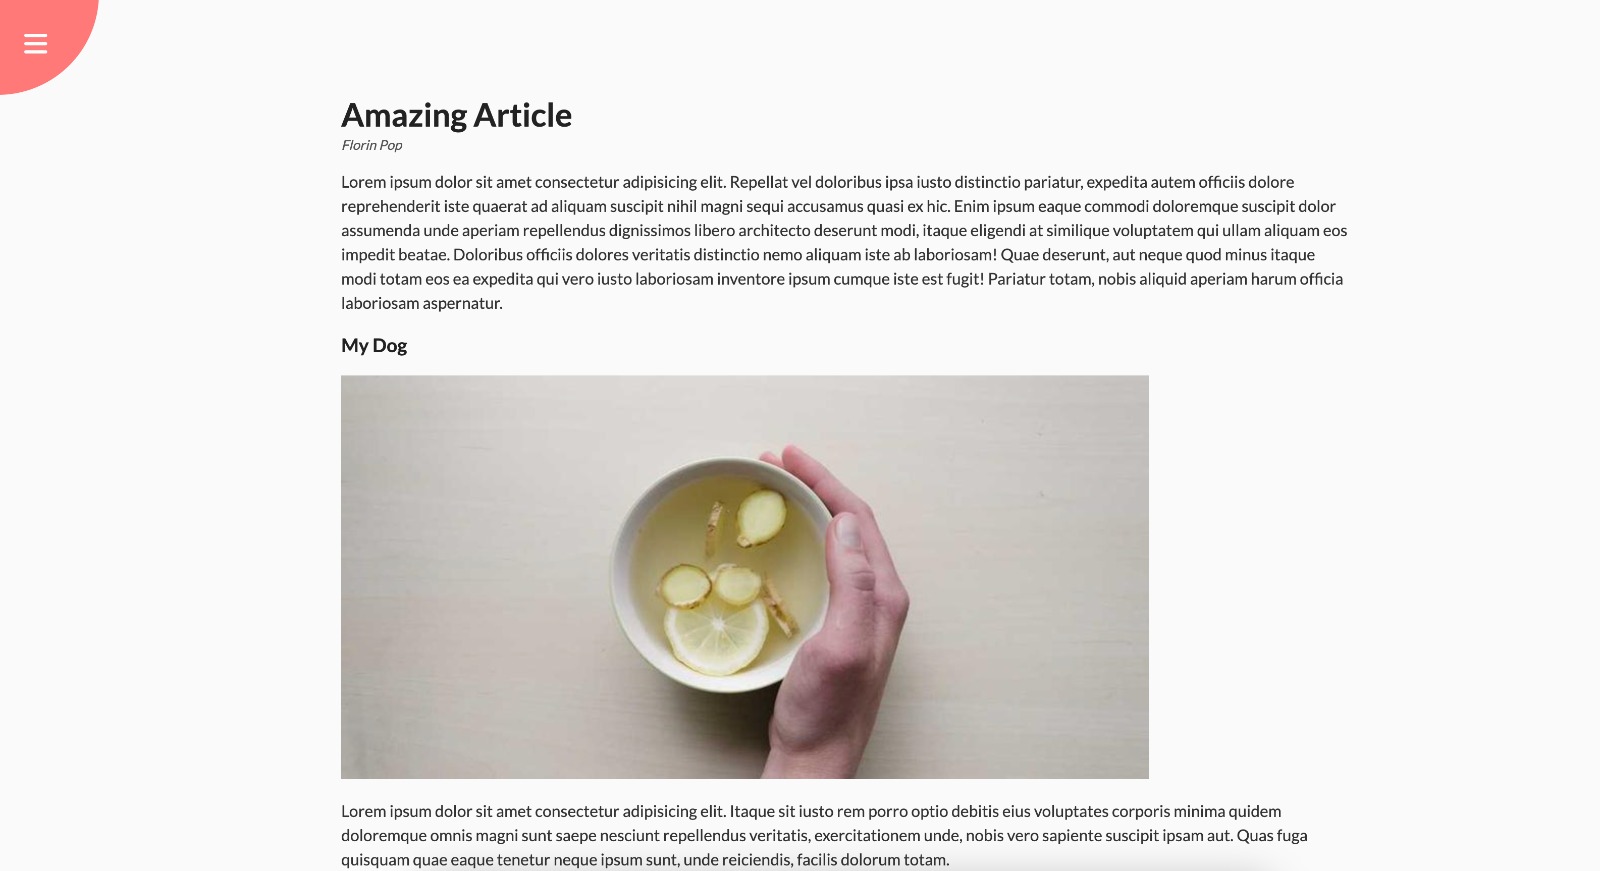 Amazing Article
Florin Pop
Lorem ipsum dolor sit amet consectetur adipisicing elit. Repellat vel doloribus ipsa iusto distinctio pariatur, expedita autem officiis dolore
reprehenderit iste quaerat ad aliquam suscipit nihil magni sequi accusamus quasi ex hic. Enim ipsum eaque commodi doloremque suscipit dolor
assumenda unde aperiam repellendus dignissimos libero architecto deserunt modi, itaque eligendi at similique voluptatem qui ullam aliquam eos
impedit beatae. Doloribus officiis dolores veritatis distinctio nemo aliquam iste ab laboriosam! Quae deserunt, aut neque quod minus itaque
modi totam eos ea expedita qui vero iusto laboriosam inventore ipsum cumque iste est fugit! Pariatur totam, nobis aliquid aperiam harum officia
laboriosam aspernatur.
My Dog
Lorem ipsum dolor sit amet consectetur adipisicing elit. Itaque sit iusto rem porro optio debitis eius voluptates corporis minima quidem
doloremque omnis magni sunt saepe nesciunt repellendus veritatis, exercitationem unde, nobis vero sapiente suscipit ipsam aut. Quas fuga
quisquam quae eaque tenetur neque ipsum sunt, unde reiciendis, facilis dolorum totam.